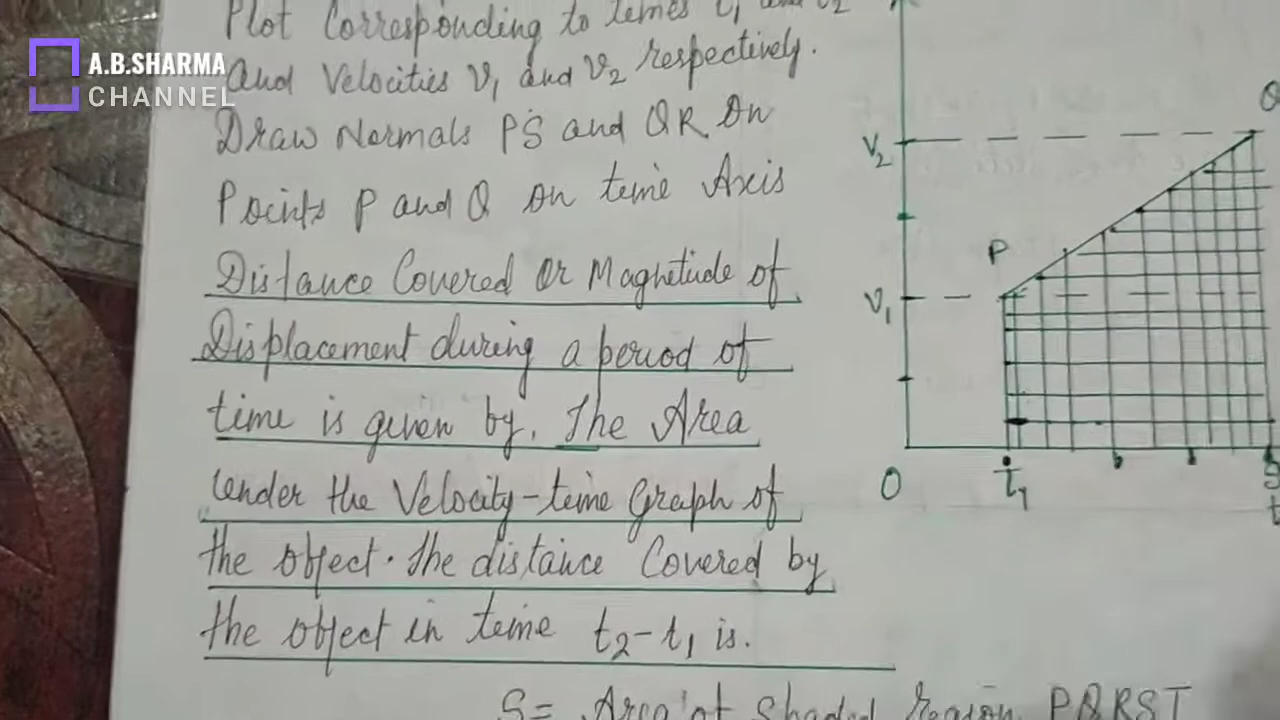 Plot Corresponding to times t1 and t2
A.B.SHARMA
CHANNEL
and Velocities V1 and V2 respectively.
Draw Normals PS and QR On
Points P and Q On time Axis
Distance Covered Or Magnetude of
Displacement during a period of
time is given by. The Area
Under the Velocity-time Graph of
the object. The distance Covered by
the object in time t2-t1 is.
S= Area of Shaded region PQRST
Q
V2
P
V1
O
t1
S
t